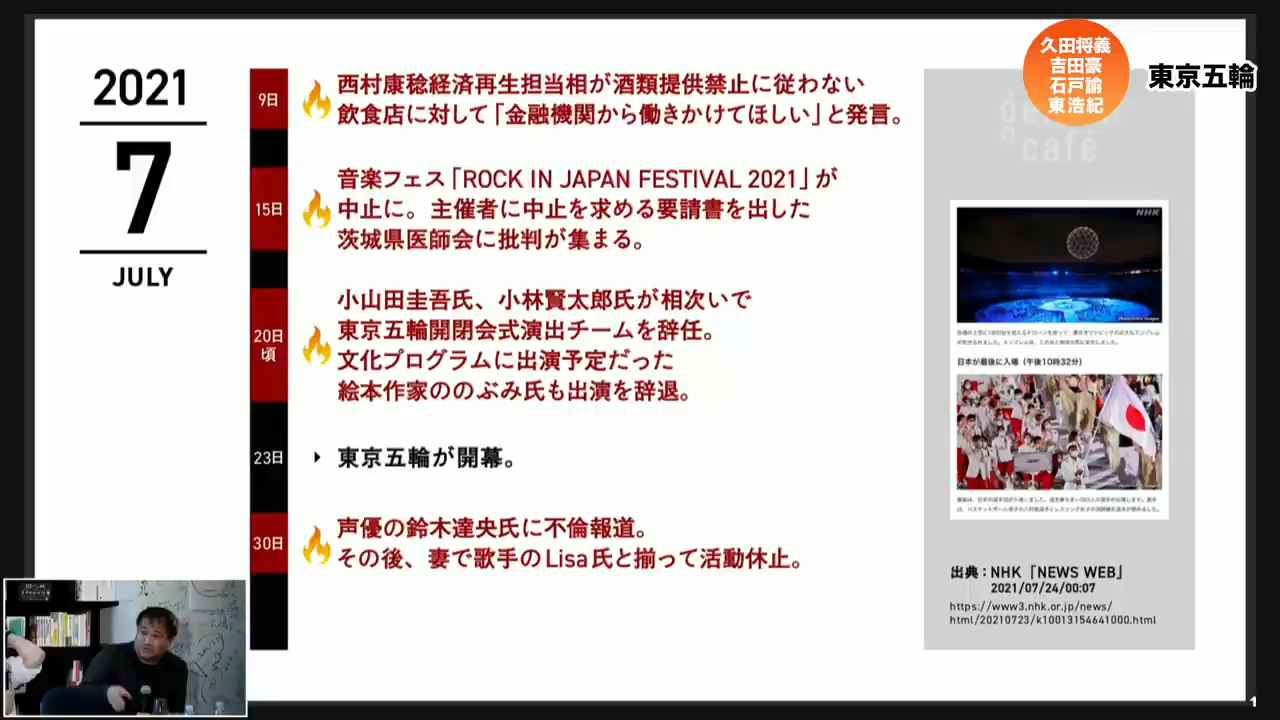 久田将義
吉田豪
石戸諭
東浩紀
東京五輪
2021
7
JULY
9日
西村康稔経済再生担当相が酒類提供禁止に従わない
飲食店に対して「金融機関から働きかけてほしい」と発言。
15日
音楽フェス「ROCK IN JAPAN FESTIVAL 2021」が
中止に。主催者に中止を求める要請書を出した
茨城県医師会に批判が集まる。
20日
頃
小山田圭吾氏、小林賢太郎氏が相次いで
東京五輪開閉会式演出チームを辞任。
文化プログラムに出演予定だった
絵本作家ののぶみ氏も出演を辞退。
23日
東京五輪が開幕。
30日
声優の鈴木達央氏に不倫報道。
その後、妻で歌手のLisa氏と揃って活動休止。
cafe
NHK
日本が最後に入場（午後10時32分）
出典：NHK「NEWS WEB」
2021/07/24/00:07
https://www3.nhk.or.jp/news/
html/20210723/k10013154641000.html
1